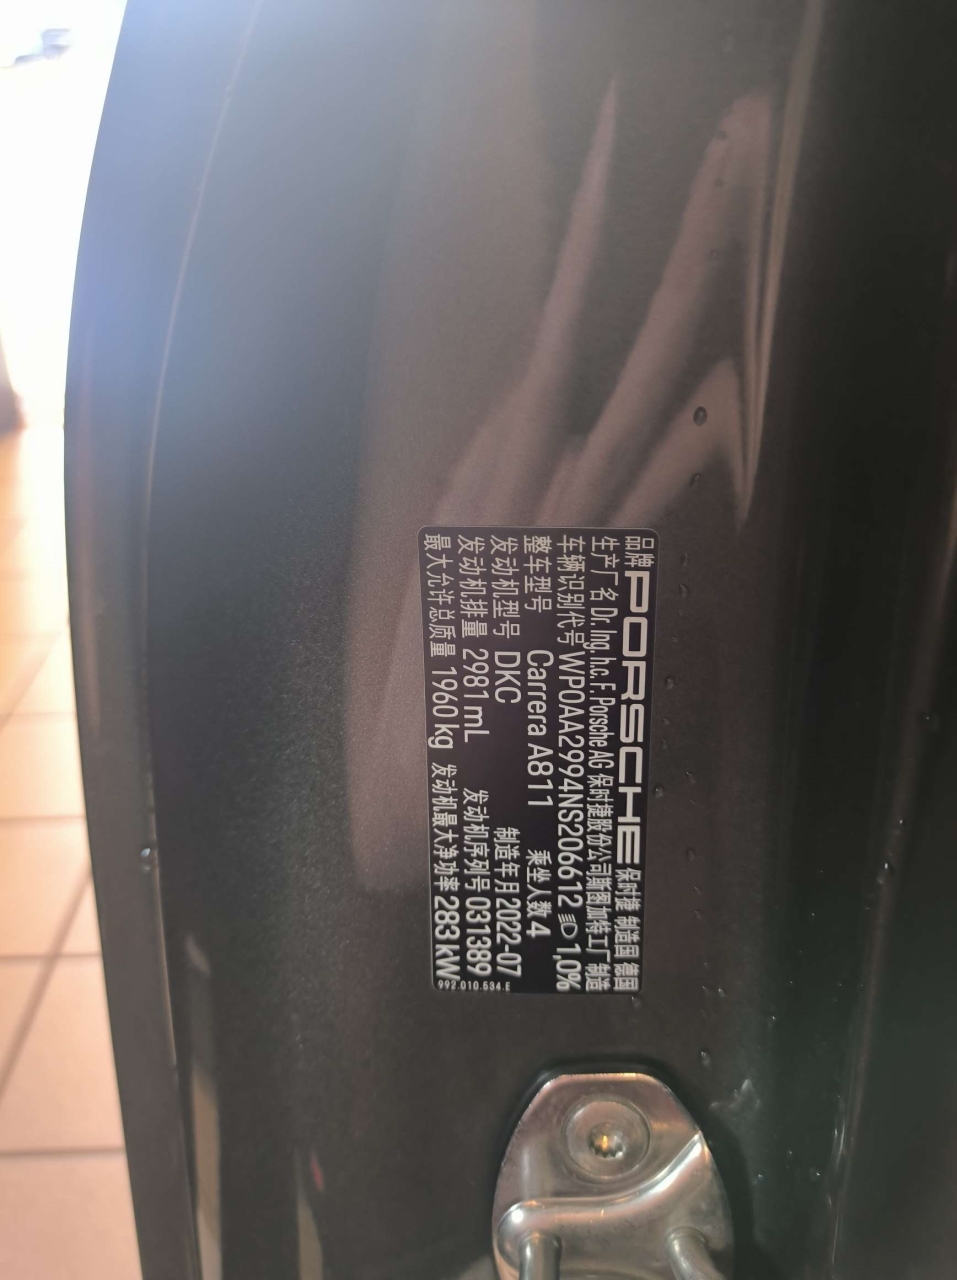 品牌 PORSCHE 保时捷 制造国 德国
生产厂名 Dr. Ing. h.c. F. Porsche AG 保时捷股份公司斯图加特工厂制造
车辆识别代号 WP0AA2994NS206612 1,0%
整车型号 Carrera A811 乘坐人数 4
发动机型号 DKC 制造年月 2022-07
发动机排量 2981 mL 发动机序列号 031389
最大允许总质量 1960 kg 发动机最大净功率 283 kW
992.010.534.E